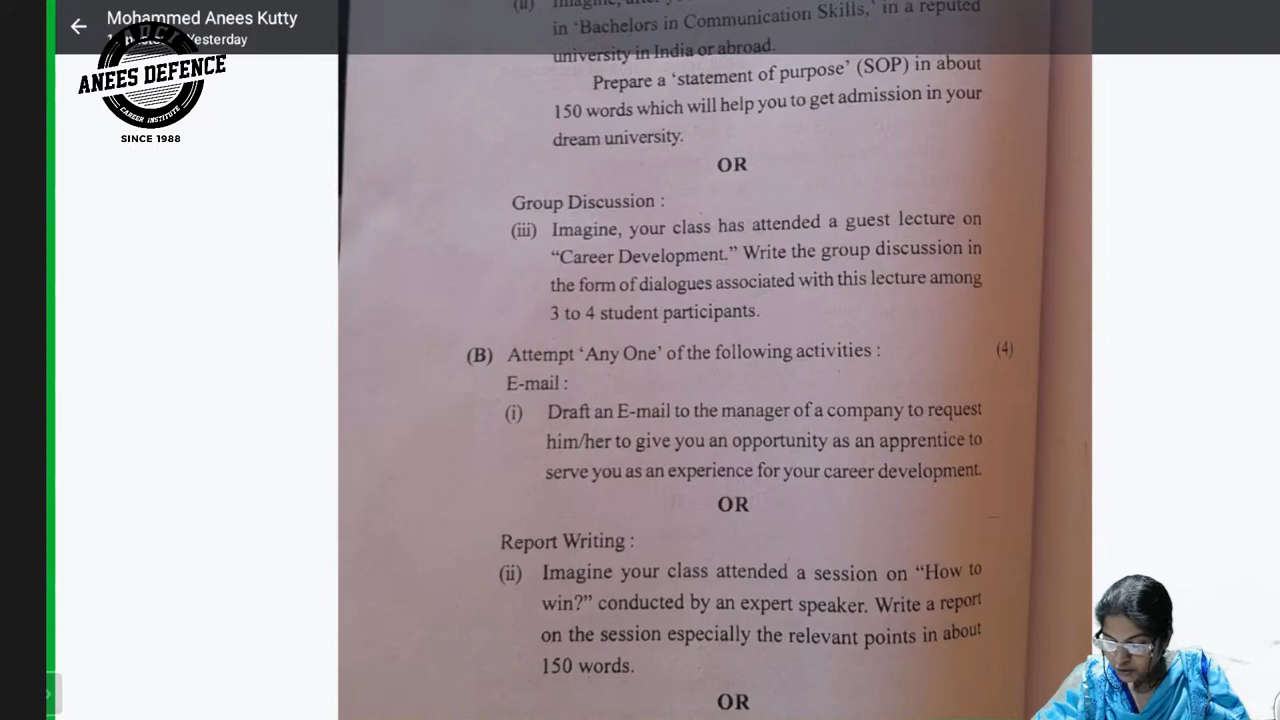 Mohammed Anees Kutty
Yesterday
ANEES DEFENCE
CAREER INSTITUTE
SINCE 1988
(ii) Imagine, after
in ‘Bachelors in Communication Skills,’ in a reputed
university in India or abroad.
Prepare a ‘statement of purpose’ (SOP) in about
150 words which will help you to get admission in your
dream university.
OR
Group Discussion :
(iii) Imagine, your class has attended a guest lecture on
“Career Development.” Write the group discussion in
the form of dialogues associated with this lecture among
3 to 4 student participants.
(B) Attempt ‘Any One’ of the following activities : (4)
E-mail :
(i) Draft an E-mail to the manager of a company to request
him/her to give you an opportunity as an apprentice to
serve you as an experience for your career development.
OR
Report Writing :
(ii) Imagine your class attended a session on “How to
win?” conducted by an expert speaker. Write a report
on the session especially the relevant points in about
150 words.
OR